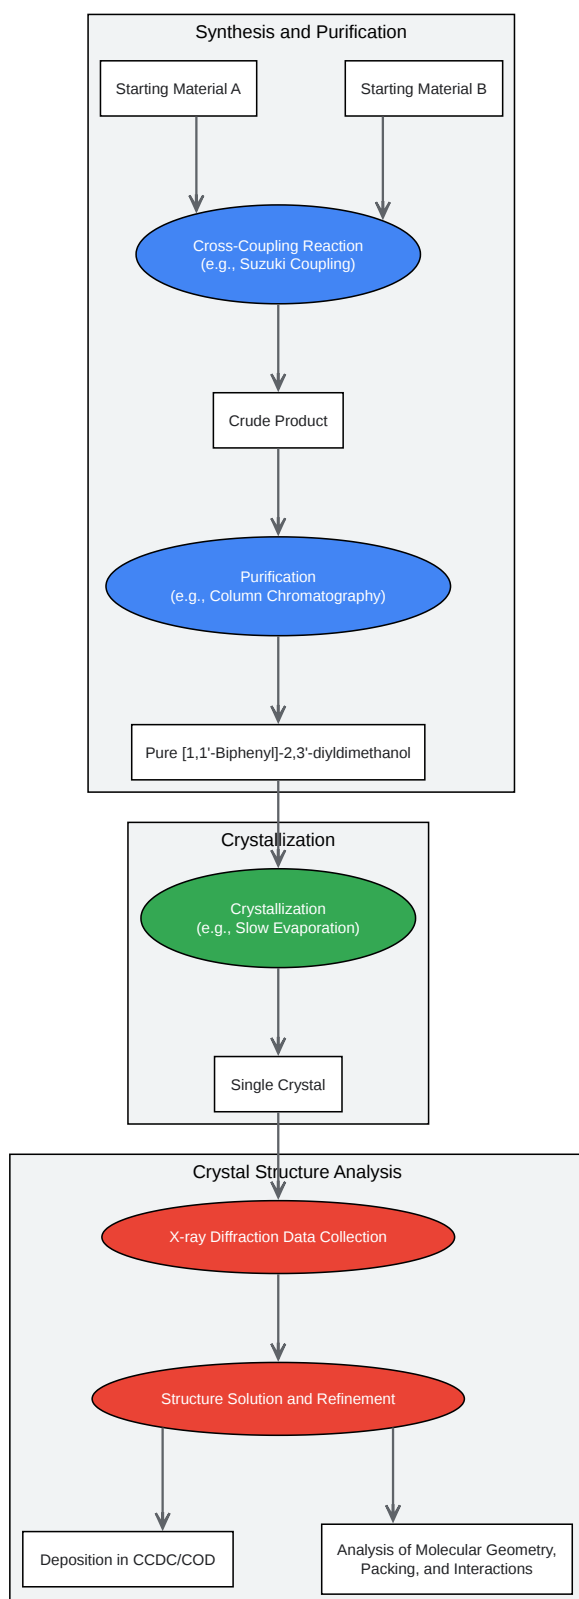 Synthesis and Purification
Starting Material A
Starting Material B
Cross-Coupling Reaction
(e.g., Suzuki Coupling)
Crude Product
Purification
(e.g., Column Chromatography)
Pure [1,1'-Biphenyl]-2,3'-diyldimethanol
Crystallization
Crystallization
(e.g., Slow Evaporation)
Single Crystal
Crystal Structure Analysis
X-ray Diffraction Data Collection
Structure Solution and Refinement
Deposition in CCDC/COD
Analysis of Molecular Geometry,
Packing, and Interactions